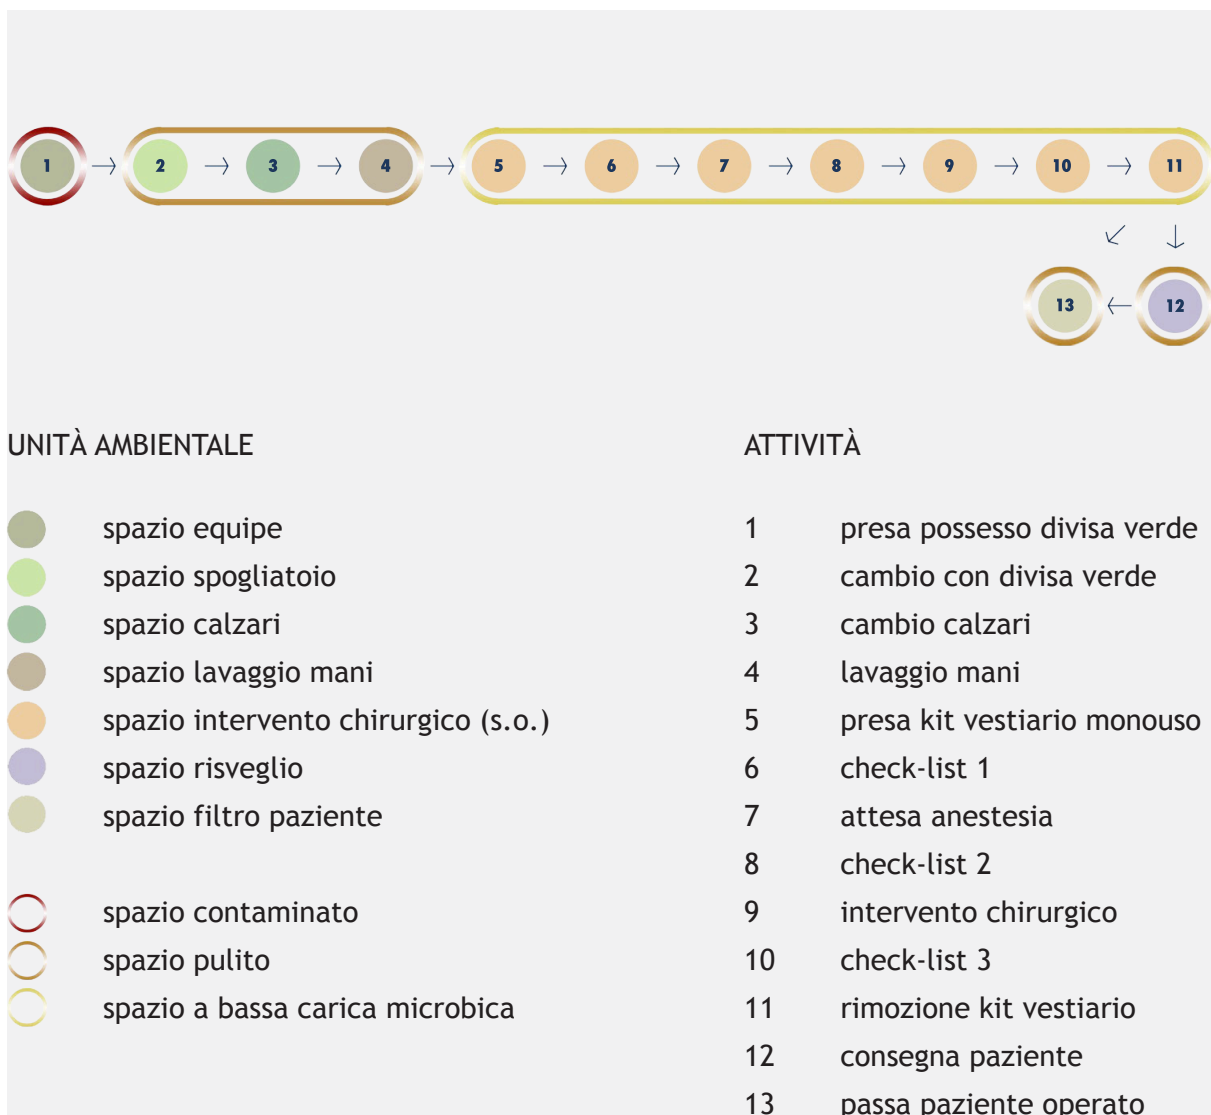 1 → 2 → 3 → 4 → 5 → 6 → 7 → 8 → 9 → 10 → 11
↙ ↓
13 ← 12
UNITÀ AMBIENTALE
spazio equipe
spazio spogliatoio
spazio calzari
spazio lavaggio mani
spazio intervento chirurgico (s.o.)
spazio risveglio
spazio filtro paziente
spazio contaminato
spazio pulito
spazio a bassa carica microbica
ATTIVITÀ
1 presa possesso divisa verde
2 cambio con divisa verde
3 cambio calzari
4 lavaggio mani
5 presa kit vestiario monouso
6 check-list 1
7 attesa anestesia
8 check-list 2
9 intervento chirurgico
10 check-list 3
11 rimozione kit vestiario
12 consegna paziente
13 passa paziente operato